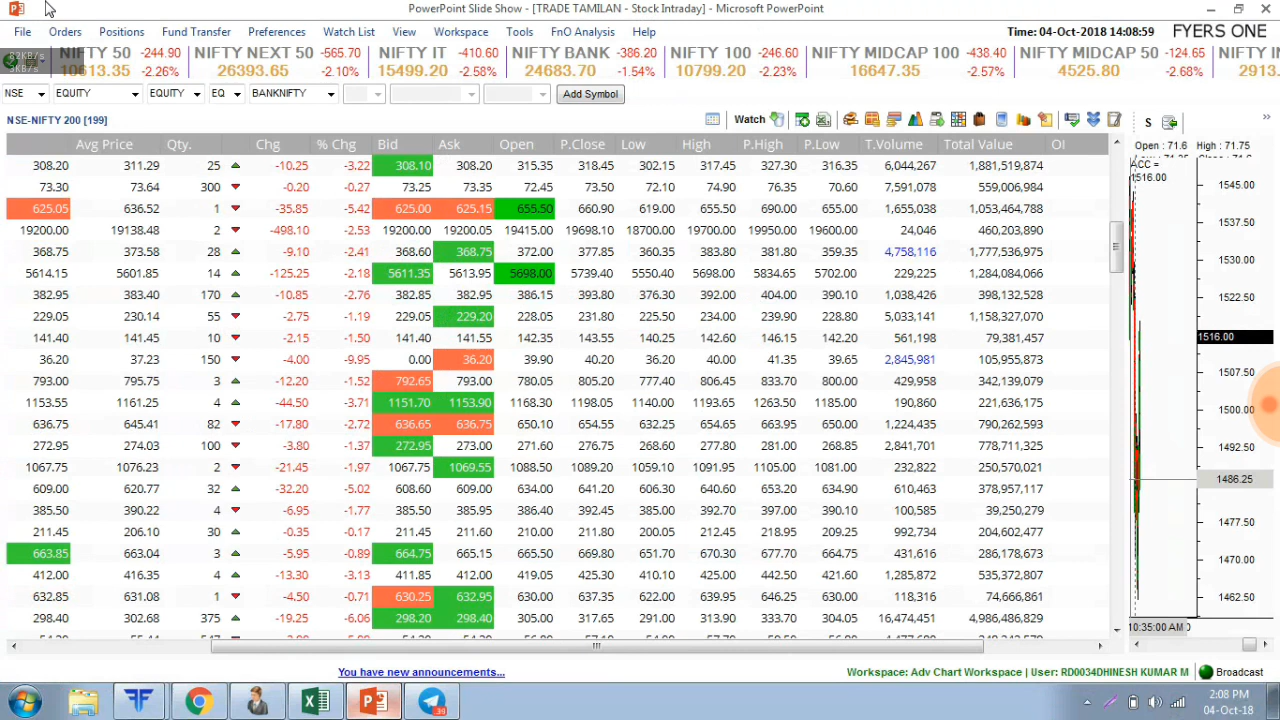 PowerPoint Slide Show - [TRADE TAMILAN - Stock Intraday] - Microsoft PowerPoint
File Orders Positions Fund Transfer Preferences Watch List View Workspace Tools FnO Analysis Help Time: 04-Oct-2018 14:08:59 FYERS ONE
NIFTY 50 -244.90 NIFTY NEXT 50 -565.70 NIFTY IT -410.60 NIFTY BANK -386.20 NIFTY 100 -246.60 NIFTY MIDCAP 100 -438.40 NIFTY MIDCAP 50 -124.65
10613.35 -2.26% 26393.65 -2.10% 15499.20 -2.58% 24683.70 -1.54% 10799.20 -2.23% 16647.35 -2.57% 4525.80 -2.68% 2913.
NSE EQUITY EQUITY EQ BANKNIFTY Add Symbol
NSE-NIFTY 200 [199] Watch S
Avg Price Qty. Chg % Chg Bid Ask Open P.Close Low High P.High P.Low T.Volume Total Value OI
308.20 311.29 25 -10.25 -3.22 308.10 308.20 315.35 318.45 302.15 317.45 327.30 316.35 6,044,267 1,881,519,874
73.30 73.64 300 -0.20 -0.27 73.25 73.35 72.45 73.50 72.10 74.90 76.35 70.60 7,591,078 559,006,984
625.05 636.52 1 -35.85 -5.42 625.00 625.15 655.50 660.90 619.00 655.50 690.00 655.00 1,655,038 1,053,464,788
19200.00 19138.48 2 -498.10 -2.53 19200.00 19200.05 19415.00 19698.10 18700.00 19700.00 19950.00 19600.00 24,046 460,203,890
368.75 373.58 28 -9.10 -2.41 368.60 368.75 372.00 377.85 360.35 383.80 381.80 359.35 4,758,116 1,777,536,975
5614.15 5601.85 14 -125.25 -2.18 5611.35 5613.95 5698.00 5739.40 5550.40 5698.00 5834.65 5702.00 229,225 1,284,084,066
382.95 383.40 170 -10.85 -2.76 382.85 382.95 386.15 393.80 376.30 392.00 404.00 390.10 1,038,426 398,132,528
229.05 230.14 55 -2.75 -1.19 229.05 229.20 228.05 231.80 225.50 234.00 239.90 228.80 5,033,141 1,158,327,070
141.40 141.45 10 -2.15 -1.50 141.40 141.55 142.35 143.55 140.25 142.60 146.15 142.20 561,198 79,381,457
36.20 37.23 150 -4.00 -9.95 0.00 36.20 39.90 40.20 36.20 40.00 41.35 39.65 2,845,981 105,955,873
793.00 795.75 3 -12.20 -1.52 792.65 793.00 780.05 805.20 777.40 806.45 833.70 800.00 429,958 342,139,079
1153.55 1161.25 4 -44.50 -3.71 1151.70 1153.90 1168.30 1198.05 1140.00 1193.65 1263.50 1115.00 190,860 221,636,175
636.75 645.41 82 -17.80 -2.72 636.65 636.75 650.10 654.55 632.25 654.65 663.95 650.00 1,224,435 790,262,593
272.95 274.03 100 -3.80 -1.37 272.95 273.00 271.60 276.75 268.60 277.80 281.00 268.85 2,841,701 778,711,325
1067.75 1076.23 2 -21.45 -1.97 1067.75 1069.55 1088.50 1089.20 1059.10 1091.95 1105.00 1081.00 232,822 250,570,021
609.00 620.77 32 -32.20 -5.02 608.60 609.00 634.00 641.20 606.30 640.60 653.20 634.90 610,463 378,957,117
385.50 390.22 4 -6.95 -1.77 385.50 385.95 386.40 392.45 383.70 392.70 397.00 390.10 100,585 39,250,279
211.45 206.10 30 -0.35 -0.17 211.45 211.60 210.00 211.80 200.05 212.45 218.95 209.00 992,734 204,602,477
663.85 663.04 3 -5.95 -0.89 664.75 665.15 665.50 669.80 651.70 670.30 677.70 664.75 431,616 286,178,673
412.00 416.35 4 -13.30 -3.13 411.85 412.00 419.05 425.30 410.10 425.00 442.50 421.60 1,285,872 535,372,807
632.85 631.08 1 -4.50 -0.71 630.25 632.95 630.00 637.35 622.00 639.95 646.25 630.00 118,316 74,666,861
298.40 302.68 375 -19.25 -6.06 298.20 298.40 305.00 317.65 291.00 313.90 333.70 304.05 16,474,451 4,986,486,829
Open : 71.6 High : 71.75
ACC =
1516.00
1545.00
1537.50
1530.00
1522.50
1516.00
1507.50
1500.00
1492.50
1486.25
1477.50
1470.00
1462.50
10:35:00 AM
You have new announcements... Workspace: Adv Chart Workspace | User: RD0034DHINESH KUMAR M Broadcast
2:08 PM
04-Oct-18